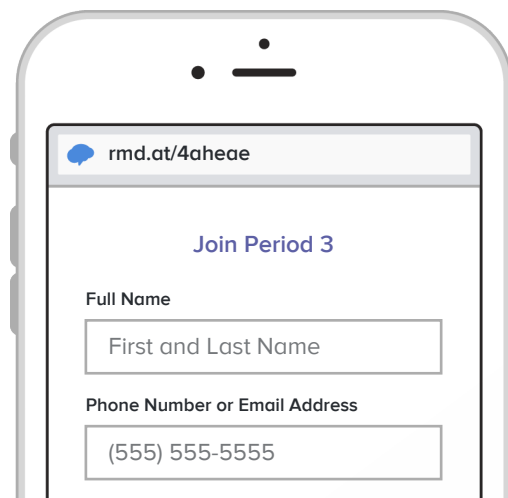 rmd.at/4aheae
Join Period 3
Full Name
First and Last Name
Phone Number or Email Address
(555) 555-5555